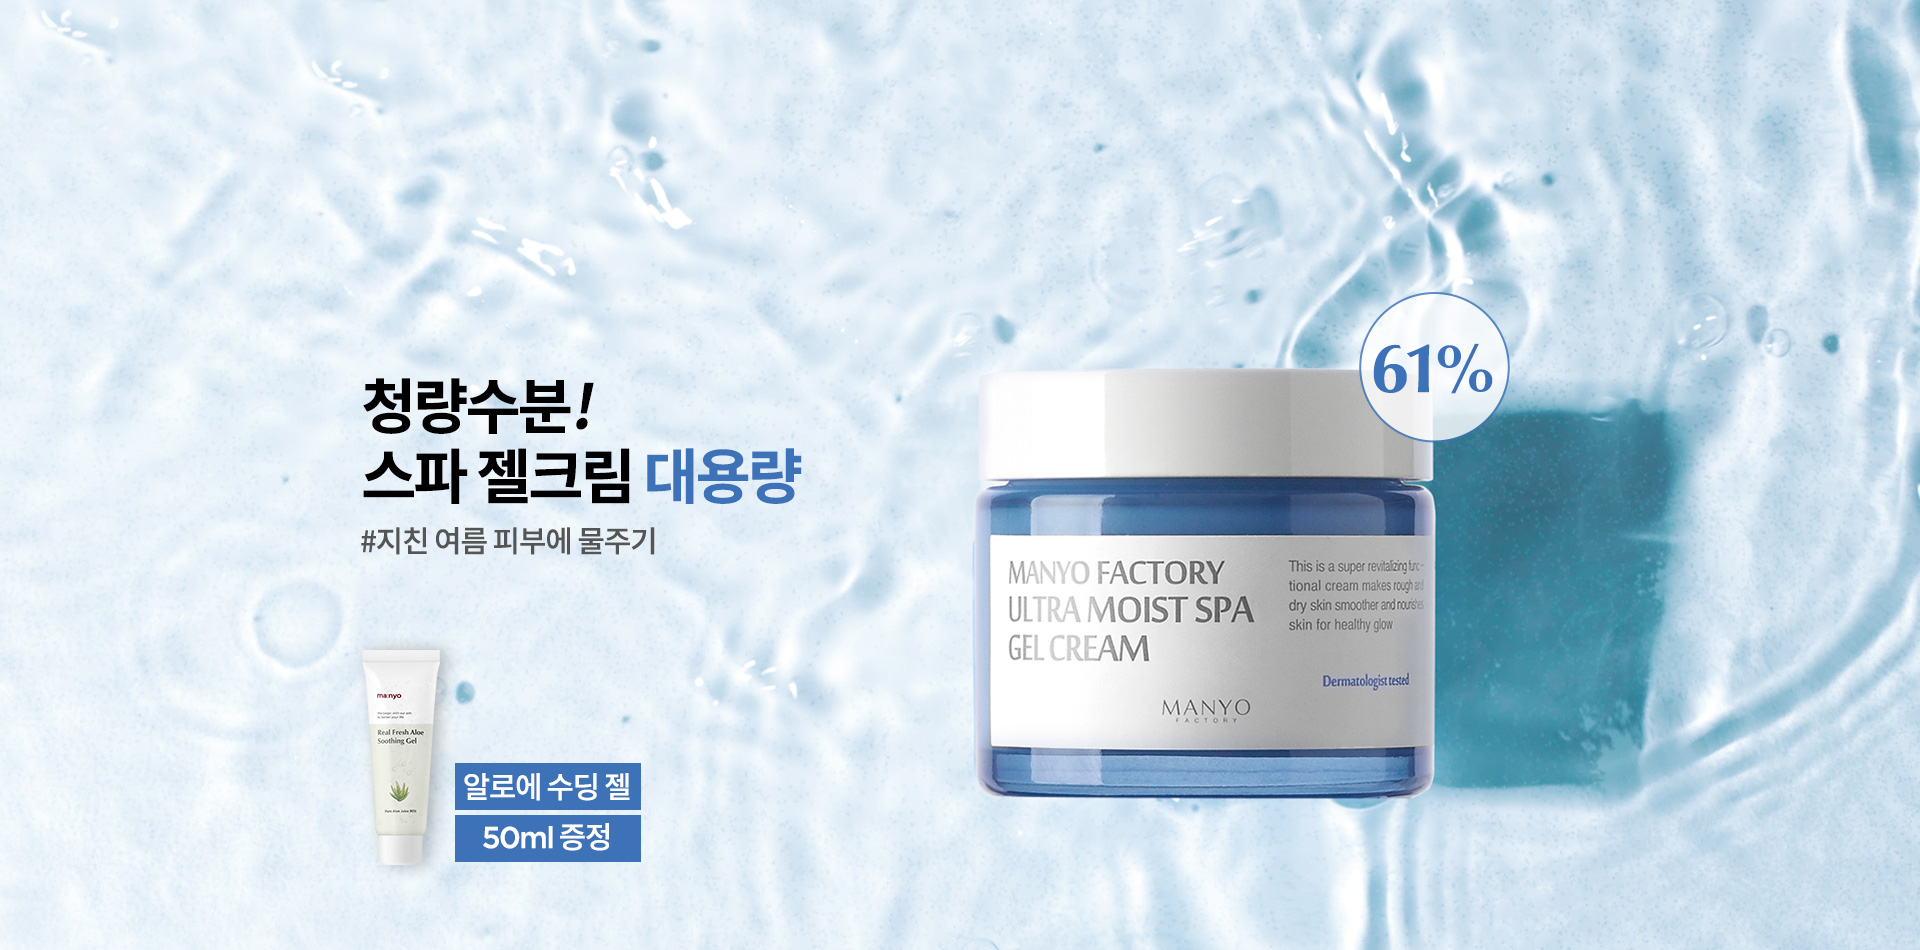 청량수분!
스파 젤크림 대용량
#지친 여름 피부에 물주기
61%
MANYO FACTORY
ULTRA MOIST SPA
GEL CREAM
This is a super revitalizing func-
tional cream makes rough and
dry skin smoother and nourishes
skin for healthy glow
Dermatologist tested
MANYO
FACTORY
ma:nyo
Real Fresh Aloe
Soothing Gel
알로에 수딩 젤
50ml 증정